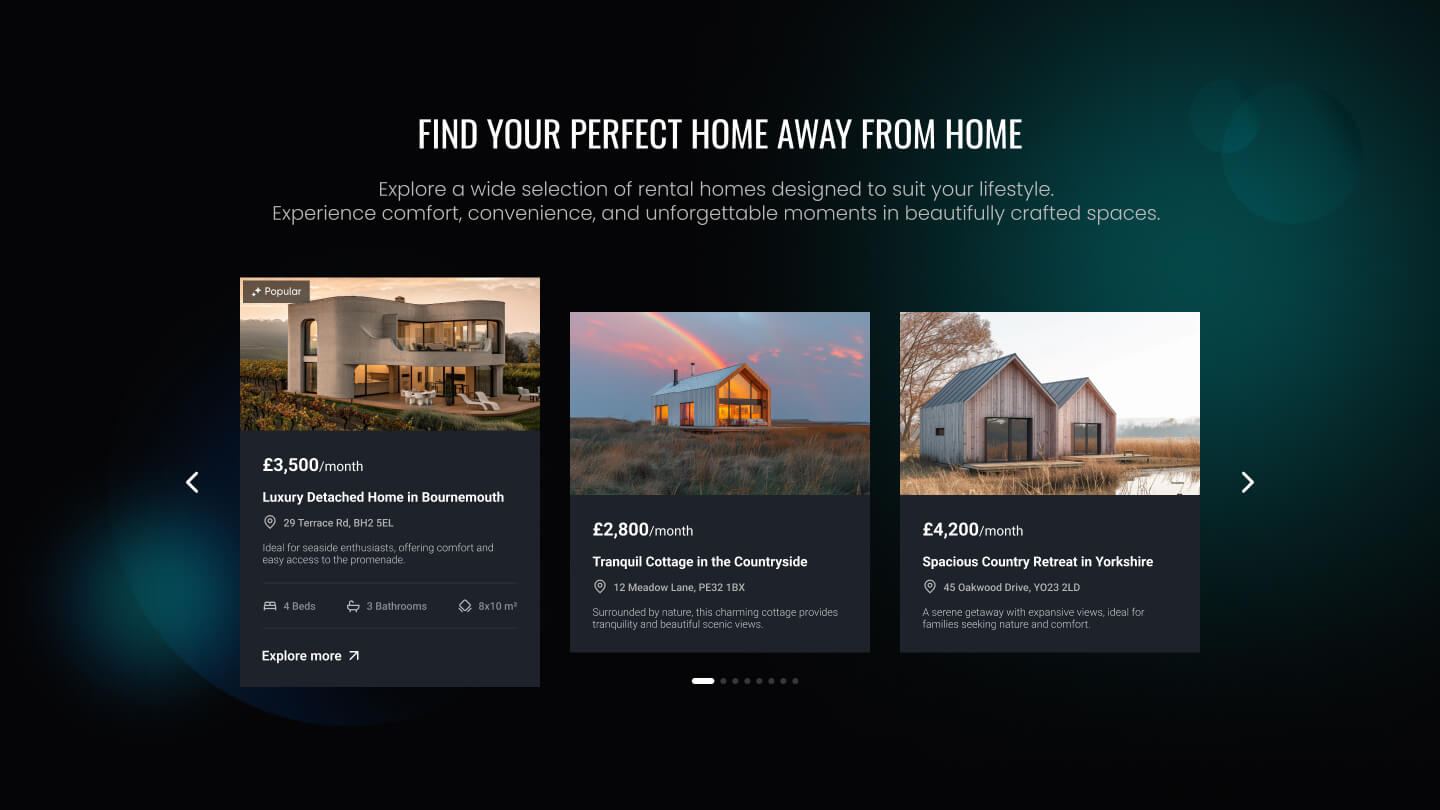 FIND YOUR PERFECT HOME AWAY FROM HOME
Explore a wide selection of rental homes designed to suit your lifestyle.
Experience comfort, convenience, and unforgettable moments in beautifully crafted spaces.
Popular
£3,500/month
Luxury Detached Home in Bournemouth
29 Terrace Rd, BH2 5EL
Ideal for seaside enthusiasts, offering comfort and
easy access to the promenade.
4 Beds
3 Bathrooms
8x10 m²
Explore more
£2,800/month
Tranquil Cottage in the Countryside
12 Meadow Lane, PE32 1BX
Surrounded by nature, this charming cottage provides
tranquility and beautiful scenic views.
£4,200/month
Spacious Country Retreat in Yorkshire
45 Oakwood Drive, YO23 2LD
A serene getaway with expansive views, ideal for
families seeking nature and comfort.